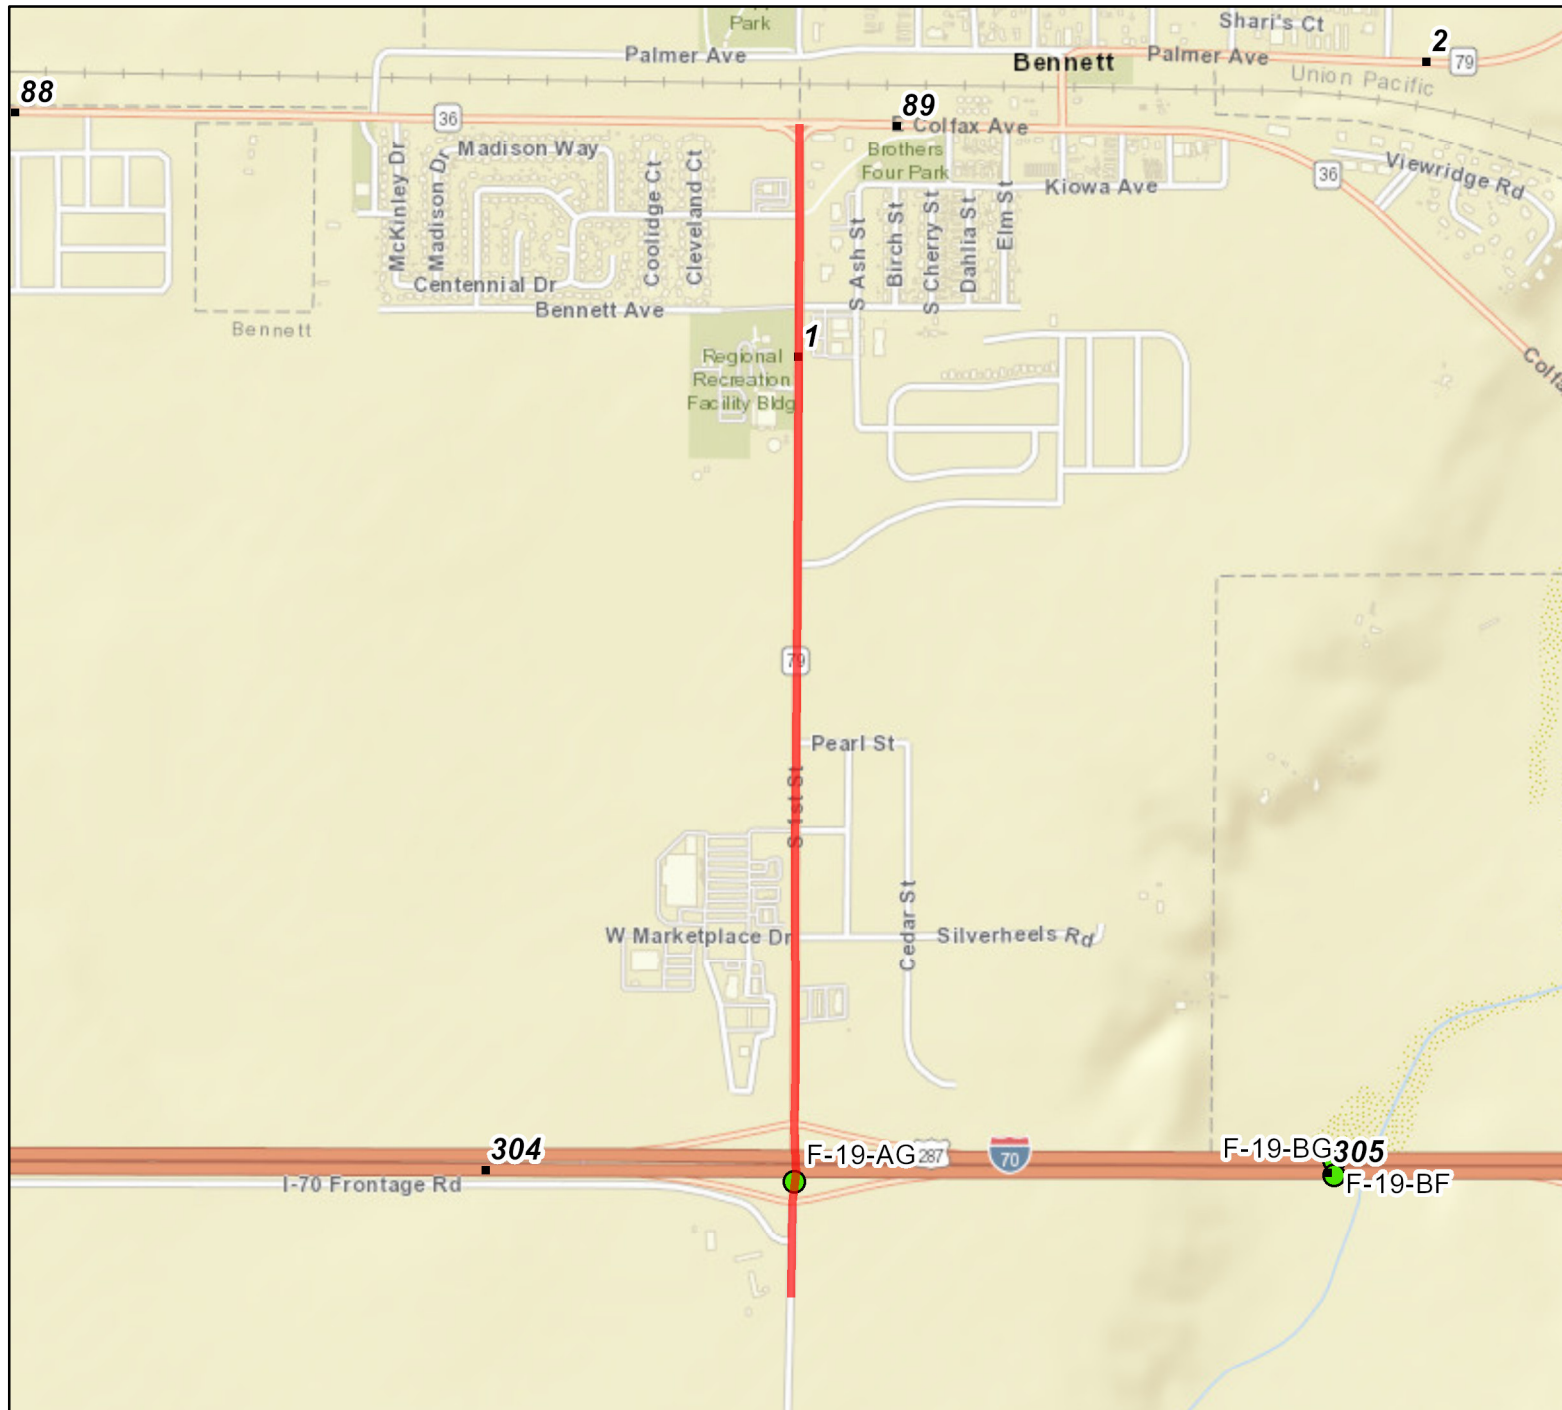 Park
Shari's Ct
Palmer Ave
Bennett
Palmer Ave
2
79
Union Pacific
88
36
89
E Colfax Ave
Brothers
Four Park
Madison Way
McKinley Dr
Madison Dr
Coolidge Ct
Cleveland Ct
Kiowa Ave
36
Viewridge Rd
S Ash St
Birch St
S Cherry St
Dahlia St
Elm St
Centennial Dr
Bennett Ave
Bennett
1
Regional
Recreation
Facility Bldg
79
Pearl St
S 1st St
W Marketplace Dr
Cedar St
Silverheels Rd
304
F-19-AG
287
70
F-19-BG
305
F-19-BF
I-70 Frontage Rd